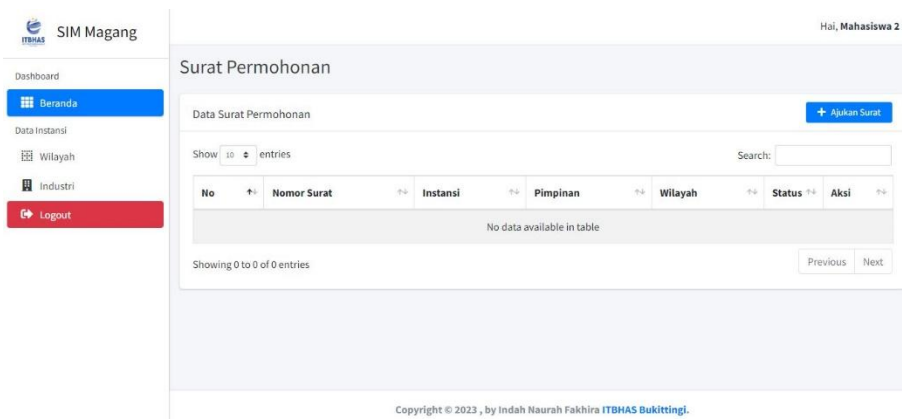 ITBHAS
SIM Magang
Hai, Mahasiswa 2
Dashboard
Beranda
Data Instansi
Wilayah
Industri
Logout
Surat Permohonan
Data Surat Permohonan
+ Ajukan Surat
Show 10 entries
Search:
No Nomor Surat Instansi Pimpinan Wilayah Status Aksi
No data available in table
Showing 0 to 0 of 0 entries
Previous Next
Copyright © 2023 , by Indah Naurah Fakhira ITBHAS Bukittingi.